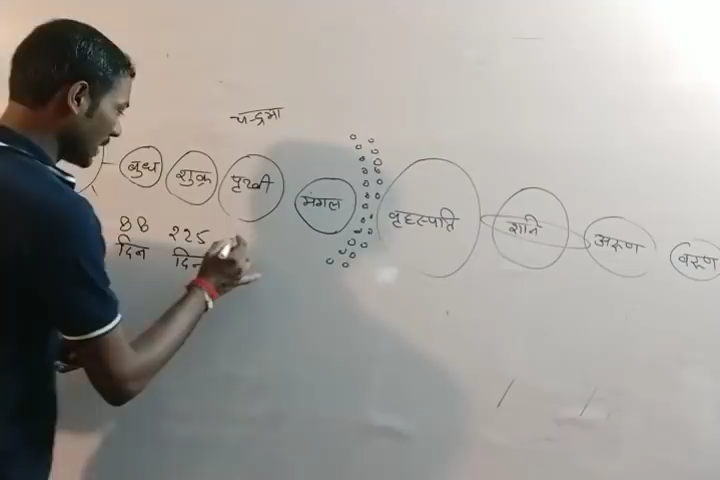 चन्द्रमा
बुध शुक्र पृथ्वी मंगल वृहस्पति शनि अरूण वरूण
88 225
दिन दिन